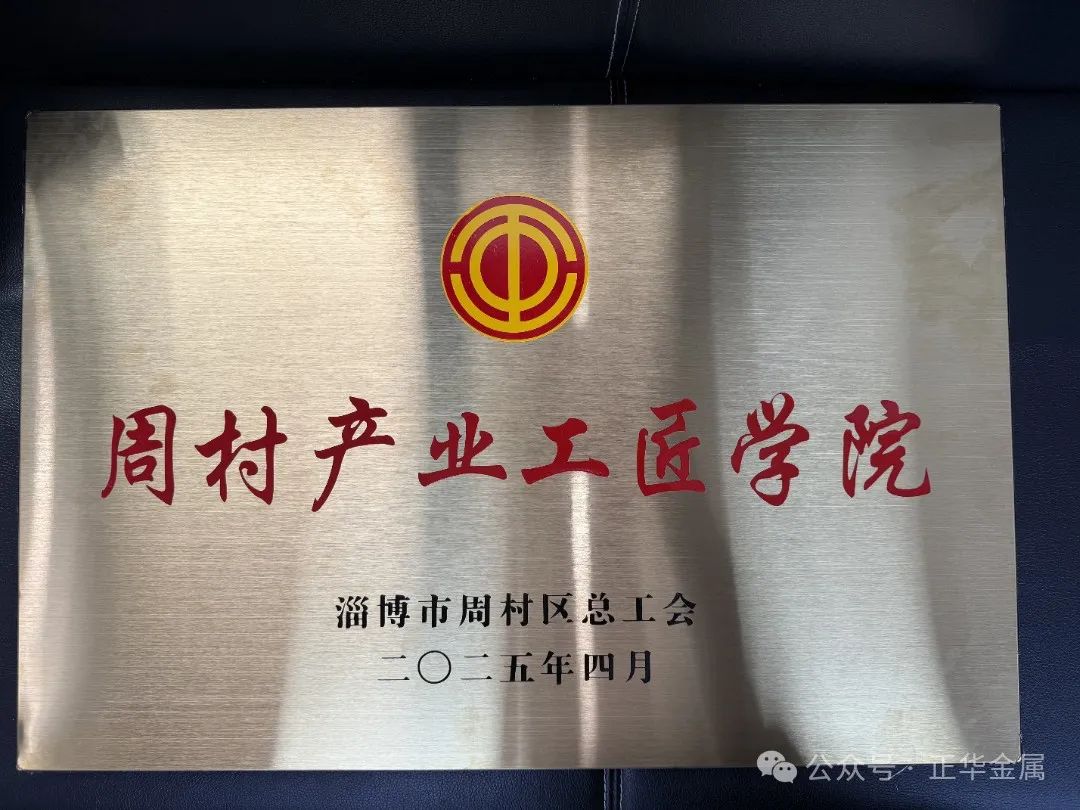 周村产业工匠学院
淄博市周村区总工会
二〇二五年四月
公众号·正华金属